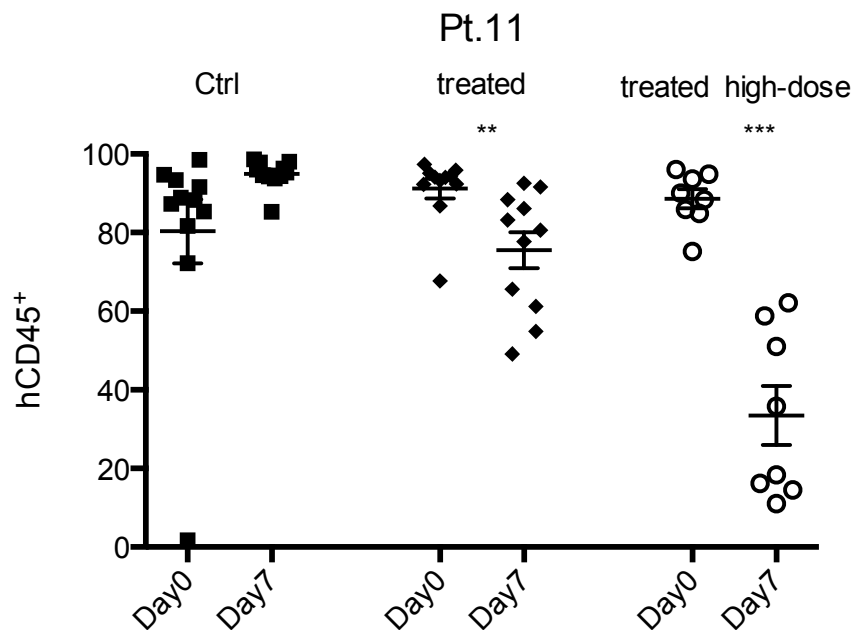 Pt.11
Ctrl
treated
treated high-dose
**
***
100
80
60
40
20
0
hCD45+
Day0
Day7
Day0
Day7
Day0
Day7